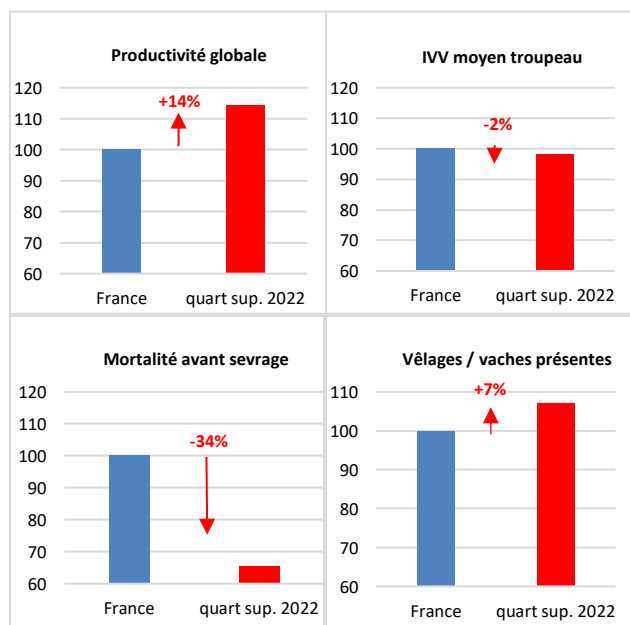 Productivité globale
120
110
100
90
80
70
60
+14%
France
quart sup. 2022
IVV moyen troupeau
120
110
100
90
80
70
60
-2%
France
quart sup. 2022
Mortalité avant sevrage
120
110
100
90
80
70
60
-34%
France
quart sup. 2022
Vêlages / vaches présentes
110
100
90
80
70
60
+7%
France
quart sup. 2022